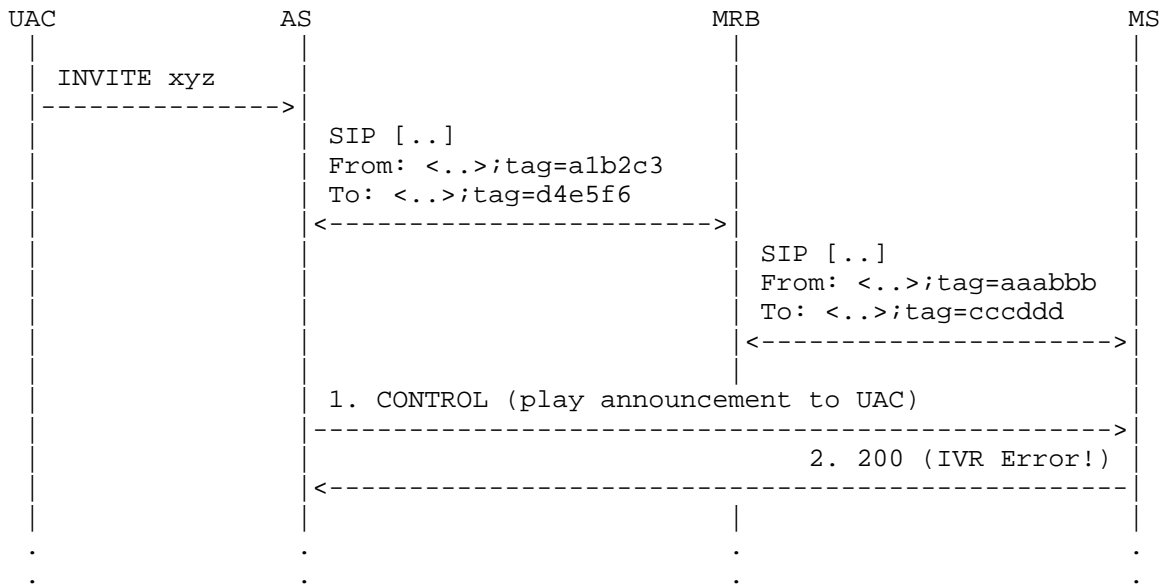 UAC AS MRB MS
INVITE xyz
SIP [..]
From: <..>;tag=a1b2c3
To: <..>;tag=d4e5f6
SIP [..]
From: <..>;tag=aaabbb
To: <..>;tag=cccddd
1. CONTROL (play announcement to UAC)
2. 200 (IVR Error!)